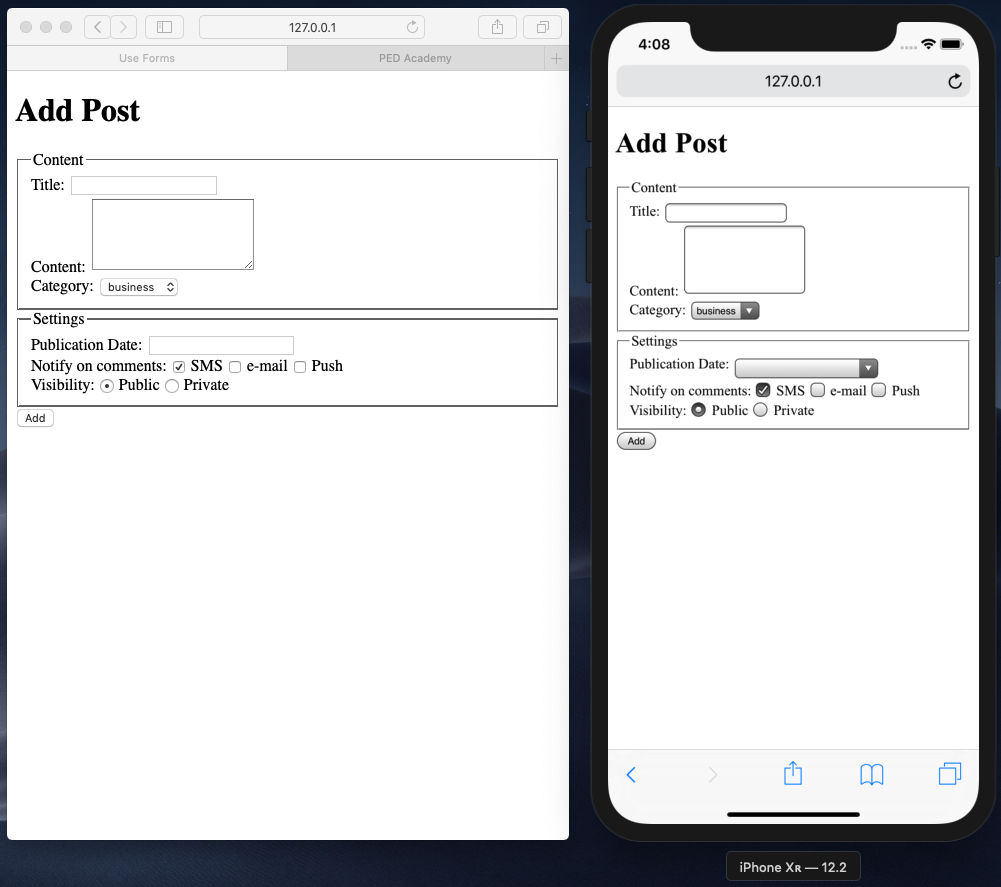 127.0.0.1
Use Forms
PED Academy
Add Post
Content
Title:
Content:
Category: business
Settings
Publication Date:
Notify on comments: SMS e-mail Push
Visibility: Public Private
Add
4:08
127.0.0.1
Add Post
Content
Title:
Content:
Category: business
Settings
Publication Date:
Notify on comments: SMS e-mail Push
Visibility: Public Private
Add
iPhone Xʀ — 12.2